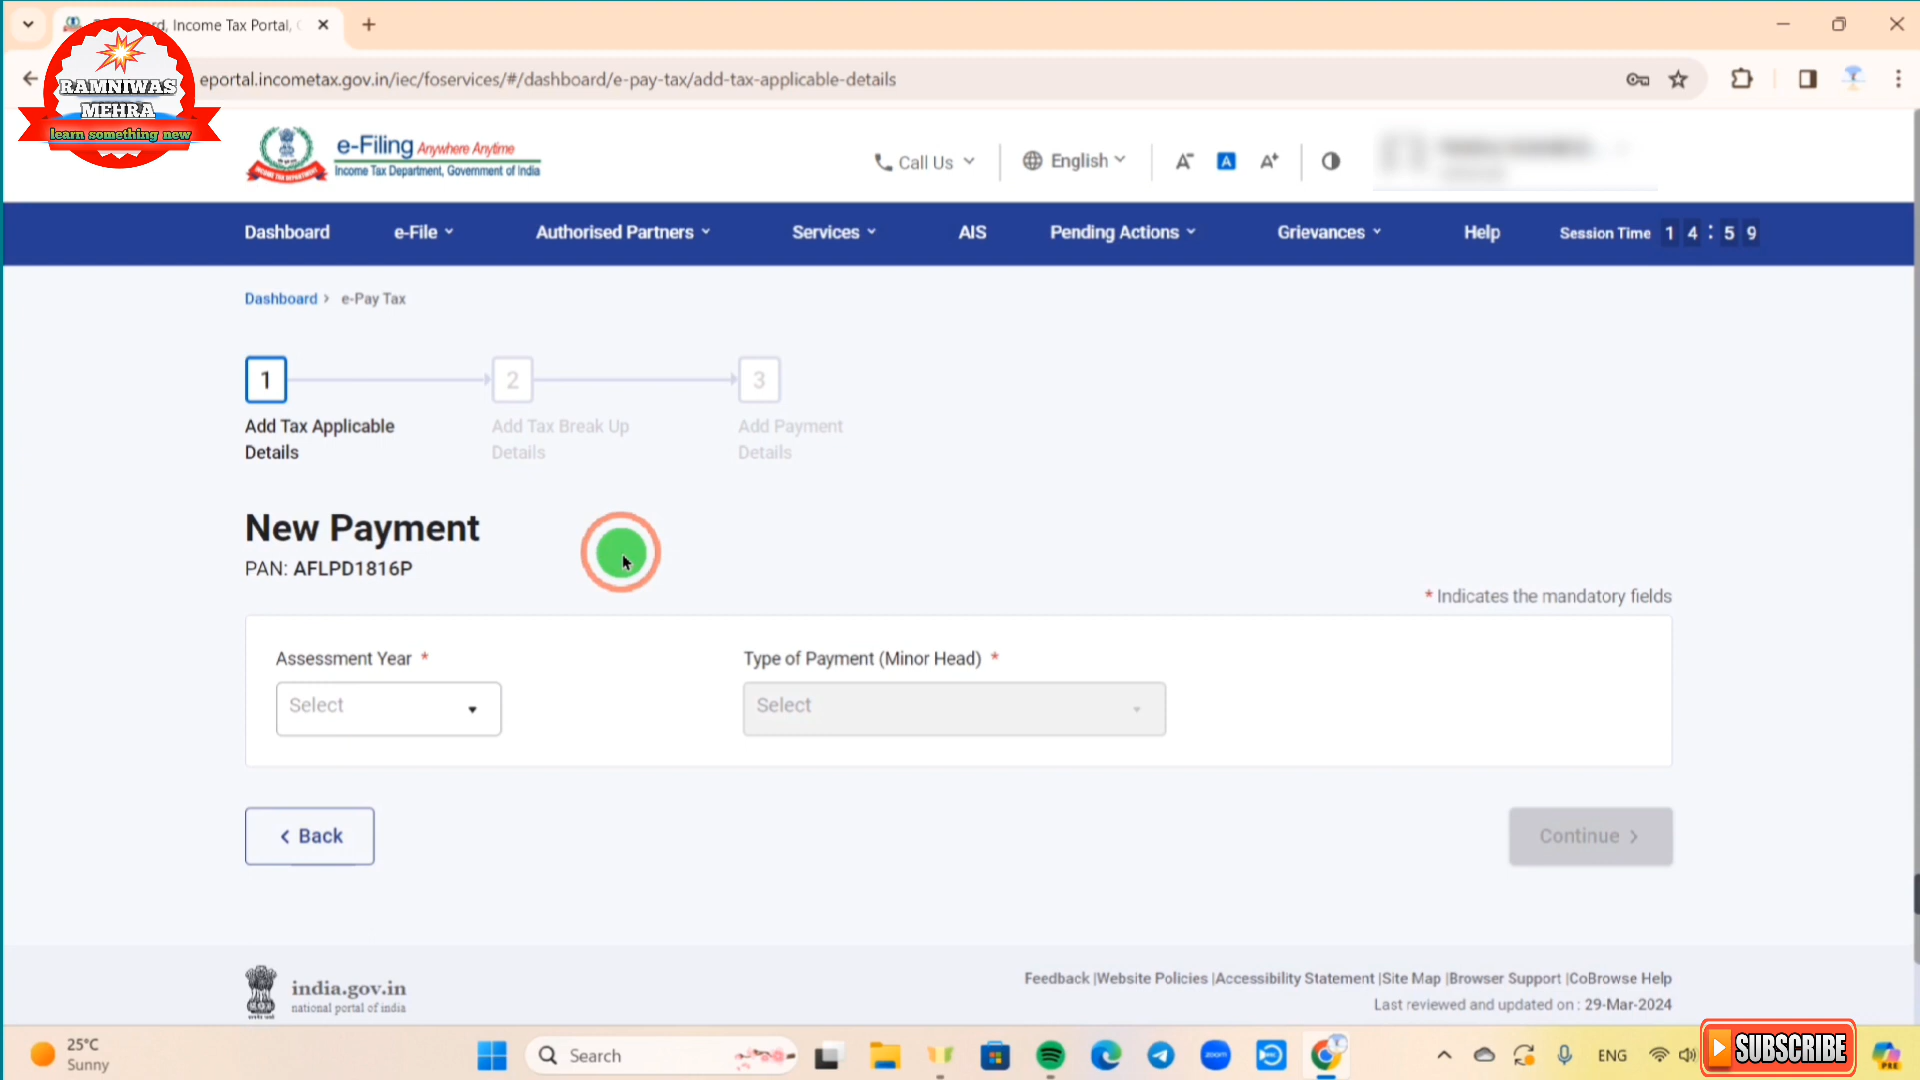 Income Tax Portal,
RAMNIWAS
MEHRA
learn something new
eportal.incometax.gov.in/iec/foservices/#/dashboard/e-pay-tax/add-tax-applicable-details
e-Filing Anywhere Anytime
Income Tax Department, Government of India
Call Us
English
A-
A
A+
Dashboard
e-File
Authorised Partners
Services
AIS
Pending Actions
Grievances
Help
Session Time 1 4 : 5 9
Dashboard > e-Pay Tax
1
2
3
Add Tax Applicable
Details
Add Tax Break Up
Details
Add Payment
Details
New Payment
PAN: AFLPD1816P
* Indicates the mandatory fields
Assessment Year *
Type of Payment (Minor Head) *
Select
Select
< Back
Continue >
india.gov.in
national portal of india
Feedback |Website Policies |Accessibility Statement |Site Map |Browser Support |CoBrowse Help
Last reviewed and updated on : 29-Mar-2024
25°C
Sunny
Search
zoom
ENG
SUBSCRIBE
PRE